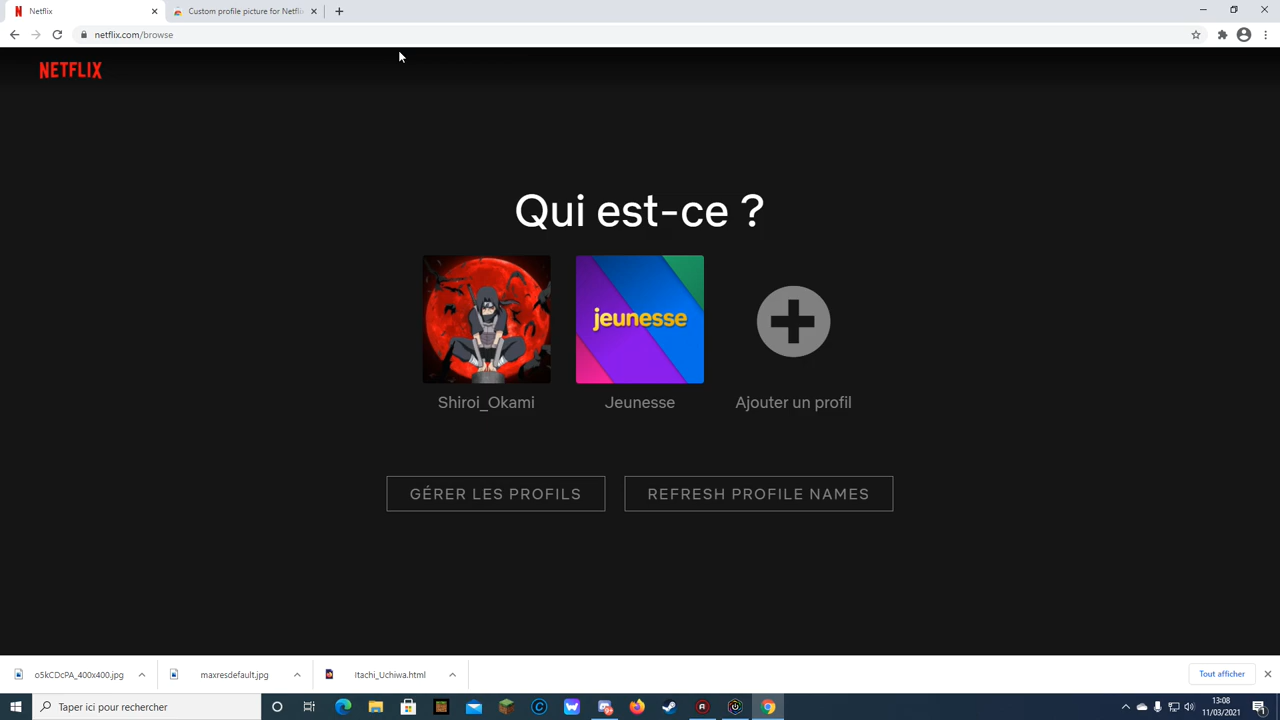 Netflix
Custom profile picture for Netfli
netflix.com/browse
NETFLIX
Qui est-ce ?
jeunesse
Shiroi_Okami
Jeunesse
Ajouter un profil
GÉRER LES PROFILS
REFRESH PROFILE NAMES
o5kCDcPA_400x400.jpg
maxresdefault.jpg
Itachi_Uchiwa.html
Tout afficher
Taper ici pour rechercher
13:08
11/03/2021